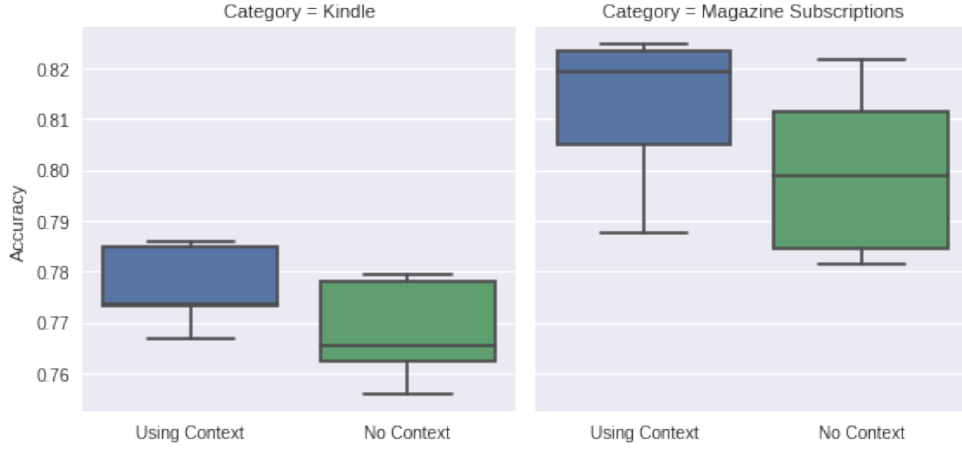 Category = Kindle
Category = Magazine Subscriptions
Accuracy
0.82
0.81
0.80
0.79
0.78
0.77
0.76
Using Context
No Context
Using Context
No Context